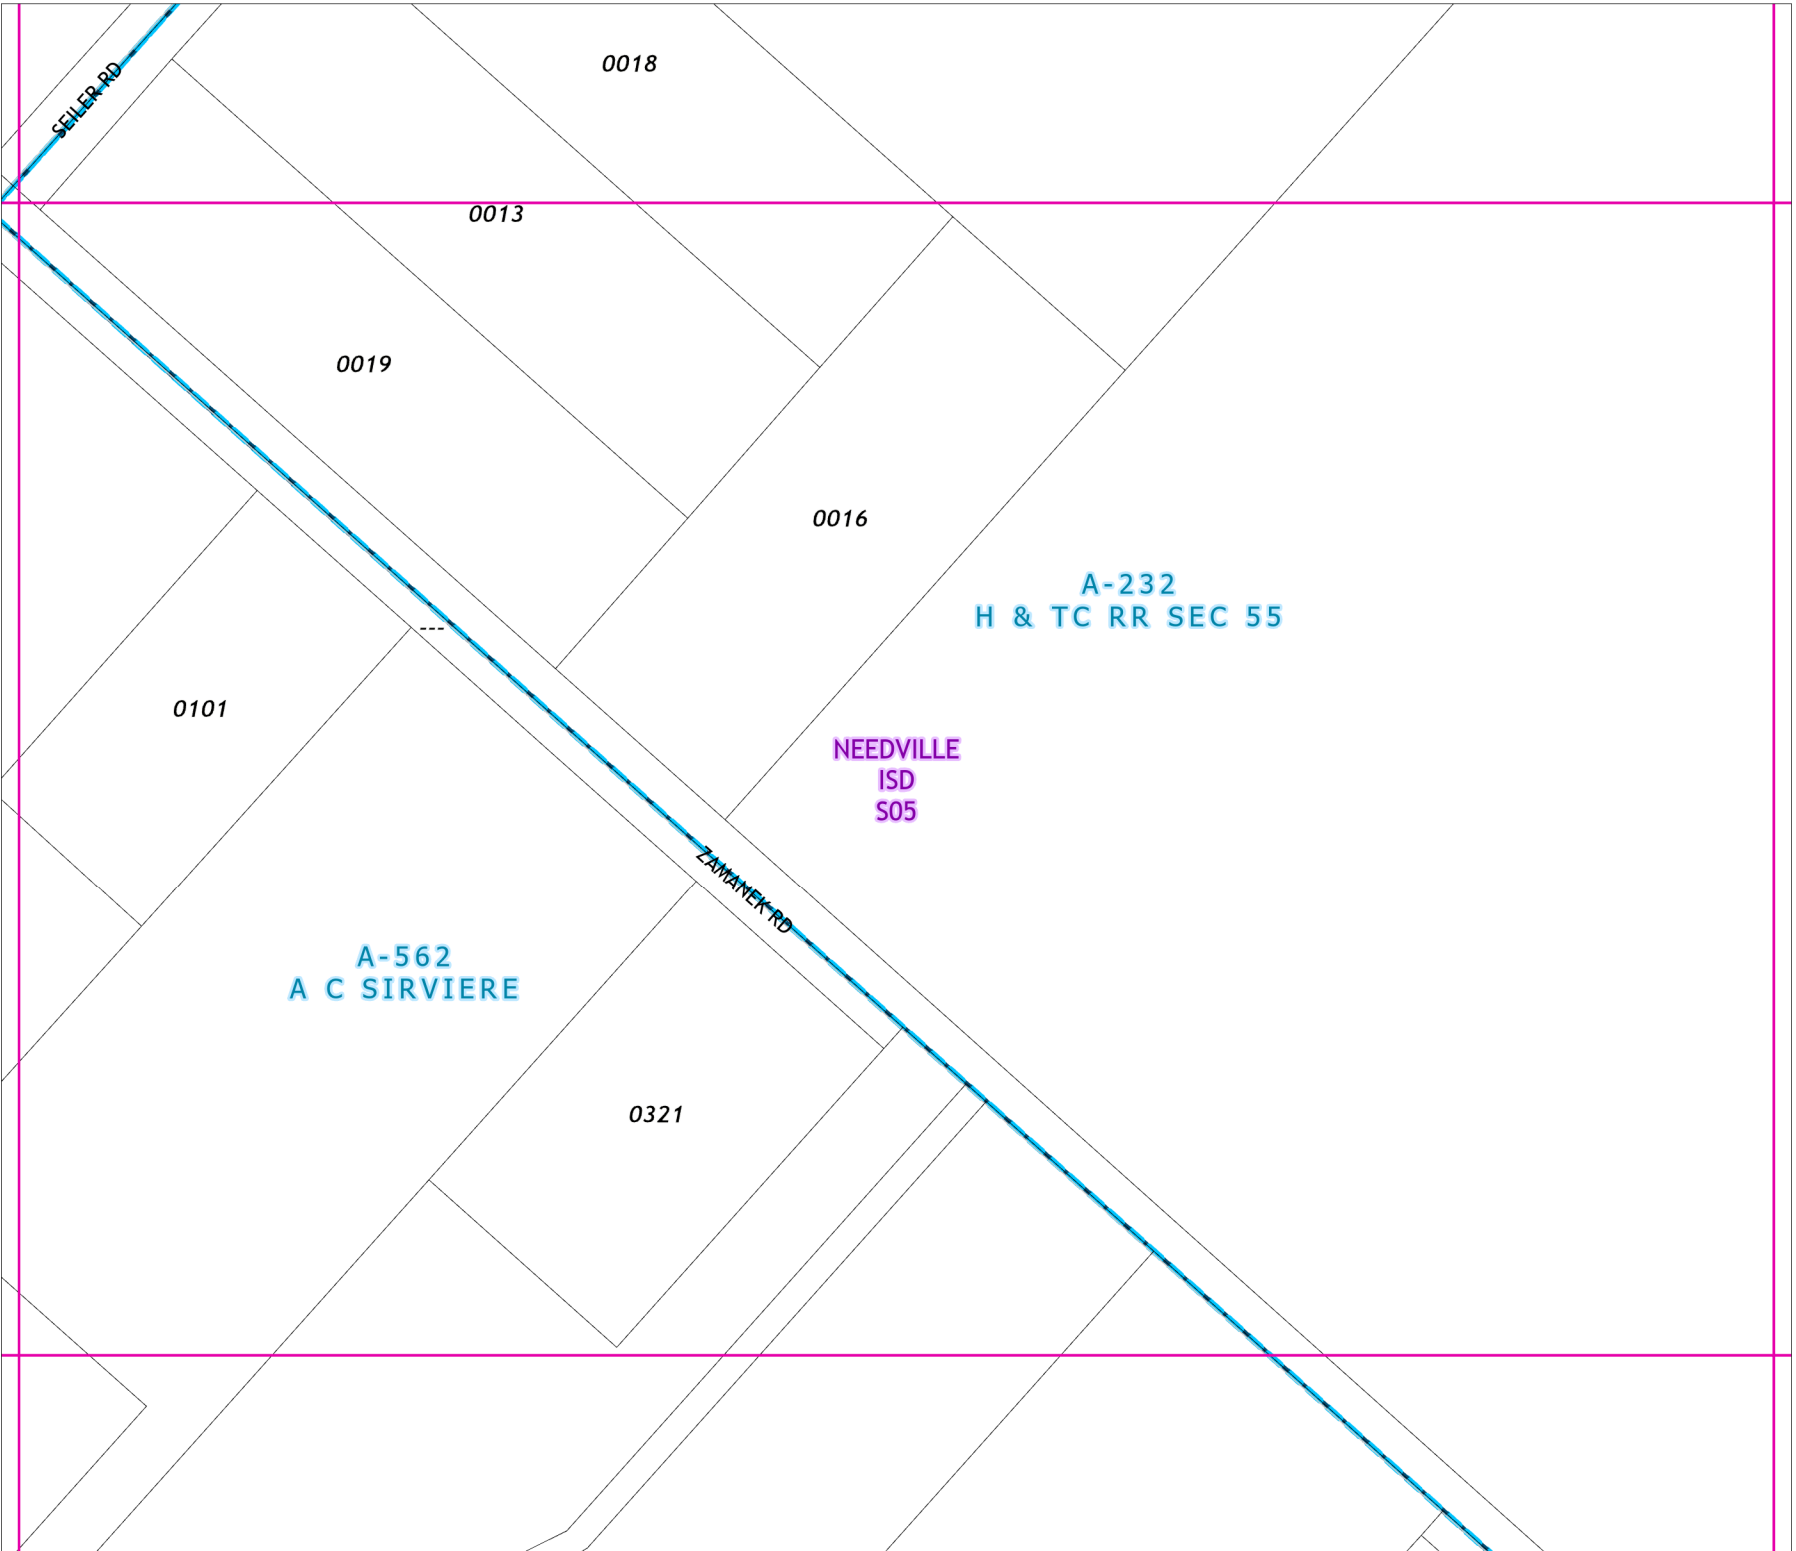 0018
SEILER RD
0013
0019
0016
A-232
H & TC RR SEC 55
---
0101
NEEDVILLE
ISD
S05
ZAMANEK RD
A-562
A C SIRVIERE
0321